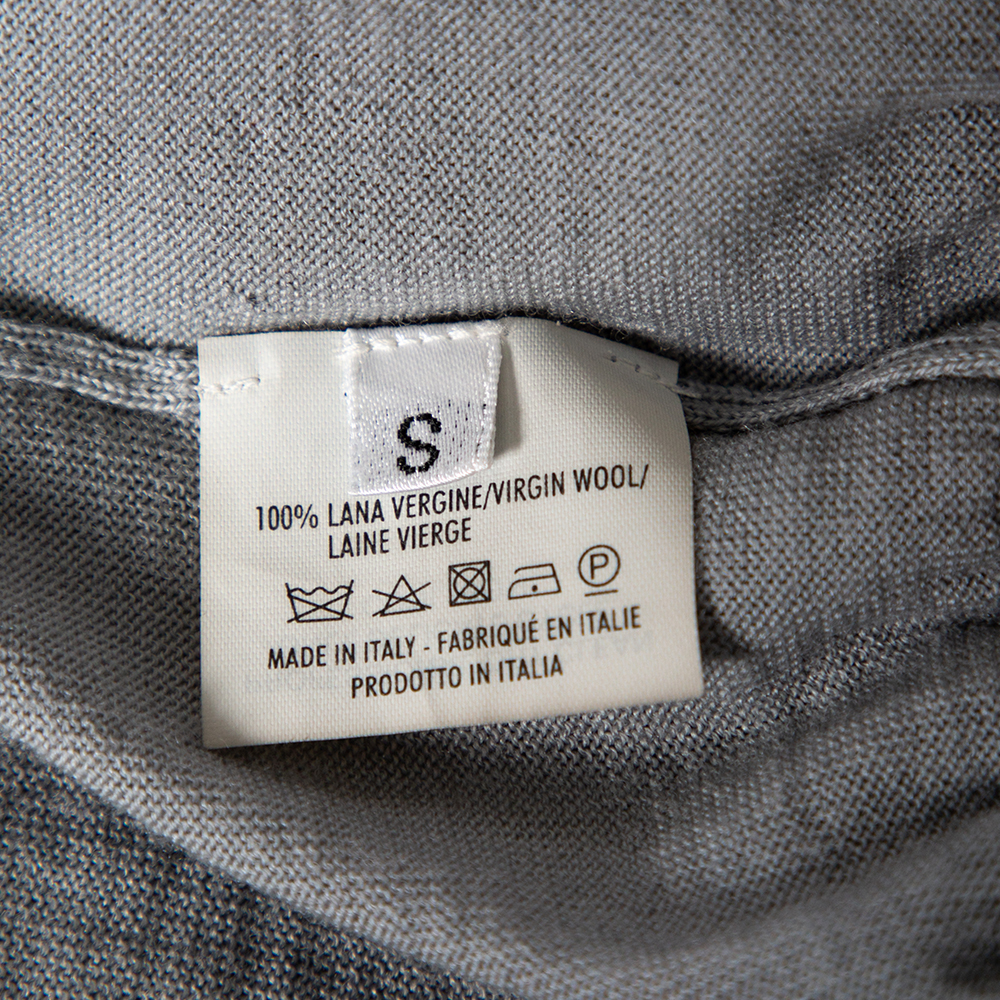 S
100% LANA VERGINE/VIRGIN WOOL/
LAINE VIERGE
P
MADE IN ITALY - FABRIQUÉ EN ITALIE
PRODOTTO IN ITALIA